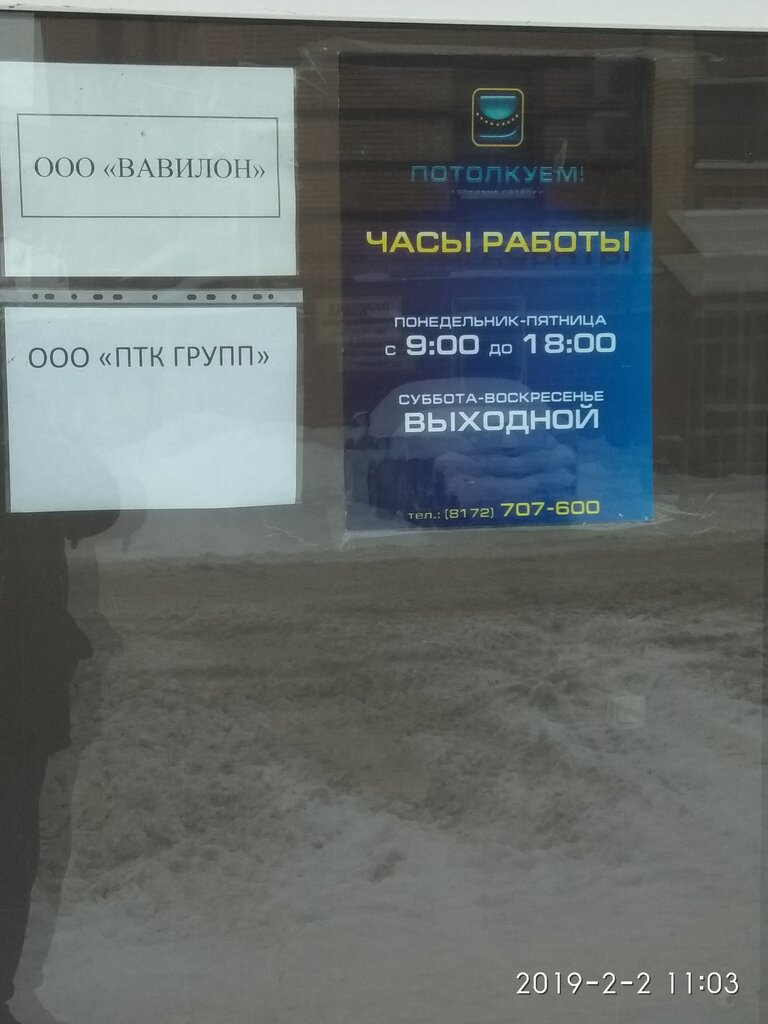 ООО «ВАВИЛОН»
ООО «ПТК ГРУПП»
ПОТОЛКУЕМ!
ЧАСЫ РАБОТЫ
ПОНЕДЕЛЬНИК-ПЯТНИЦА
с 9:00 до 18:00
СУББОТА-ВОСКРЕСЕНЬЕ
ВЫХОДНОЙ
тел.: (8172) 707-600
2019-2-2 11:03